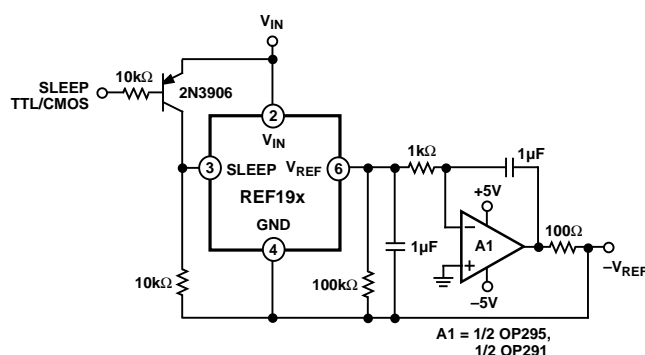 VIN
SLEEP
TTL/CMOS
10kΩ
2N3906
2
VIN
3
SLEEP
VREF
6
REF19x
GND
4
1kΩ
1µF
+5V
−
A1
+
−5V
100Ω
−VREF
1µF
10kΩ
100kΩ
A1 = 1/2 OP295,
1/2 OP291